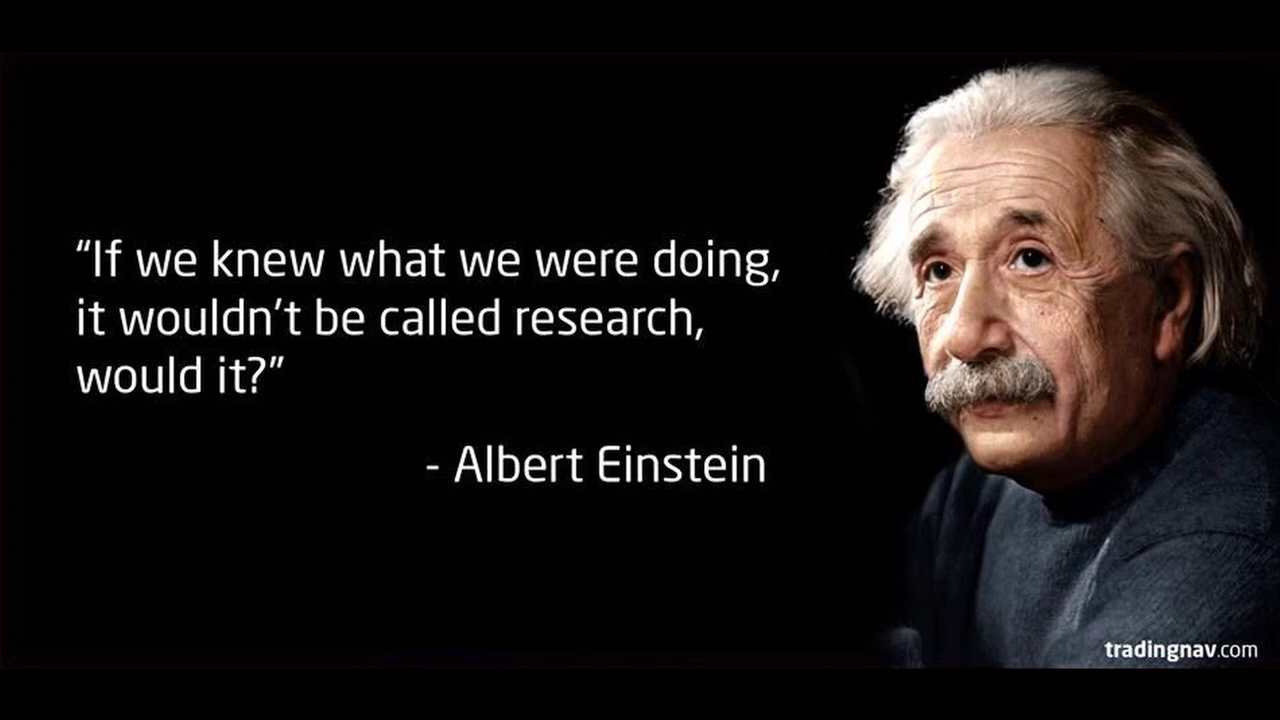 “If we knew what we were doing,
it wouldn’t be called research,
would it?”
- Albert Einstein
tradingnav.com